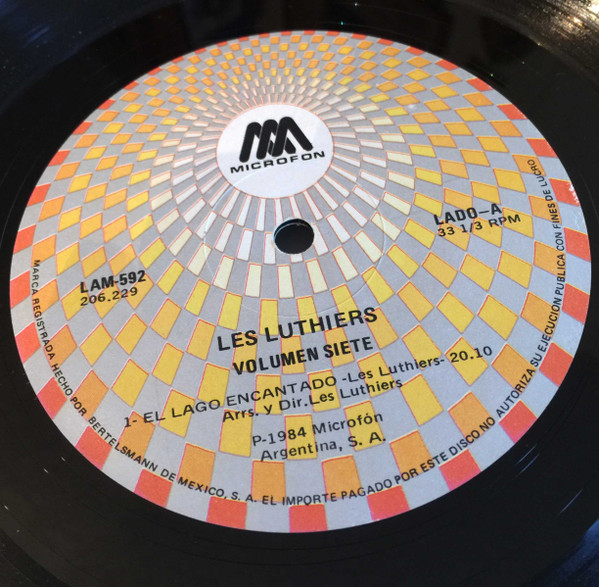 MICROFON
LADO-A
33 1/3 RPM
LAM-592
206.229
LES LUTHIERS
VOLUMEN SIETE
1- EL LAGO ENCANTADO -Les Luthiers- 20.10
Arrs. y Dir. Les Luthiers
P-1984 Microfón
Argentina, S. A.
MARCA REGISTRADA HECHO POR BERTELSMANN DE MEXICO, S. A. EL IMPORTE PAGADO POR ESTE DISCO NO AUTORIZA SU EJECUCION PUBLICA CON FINES DE LUCRO